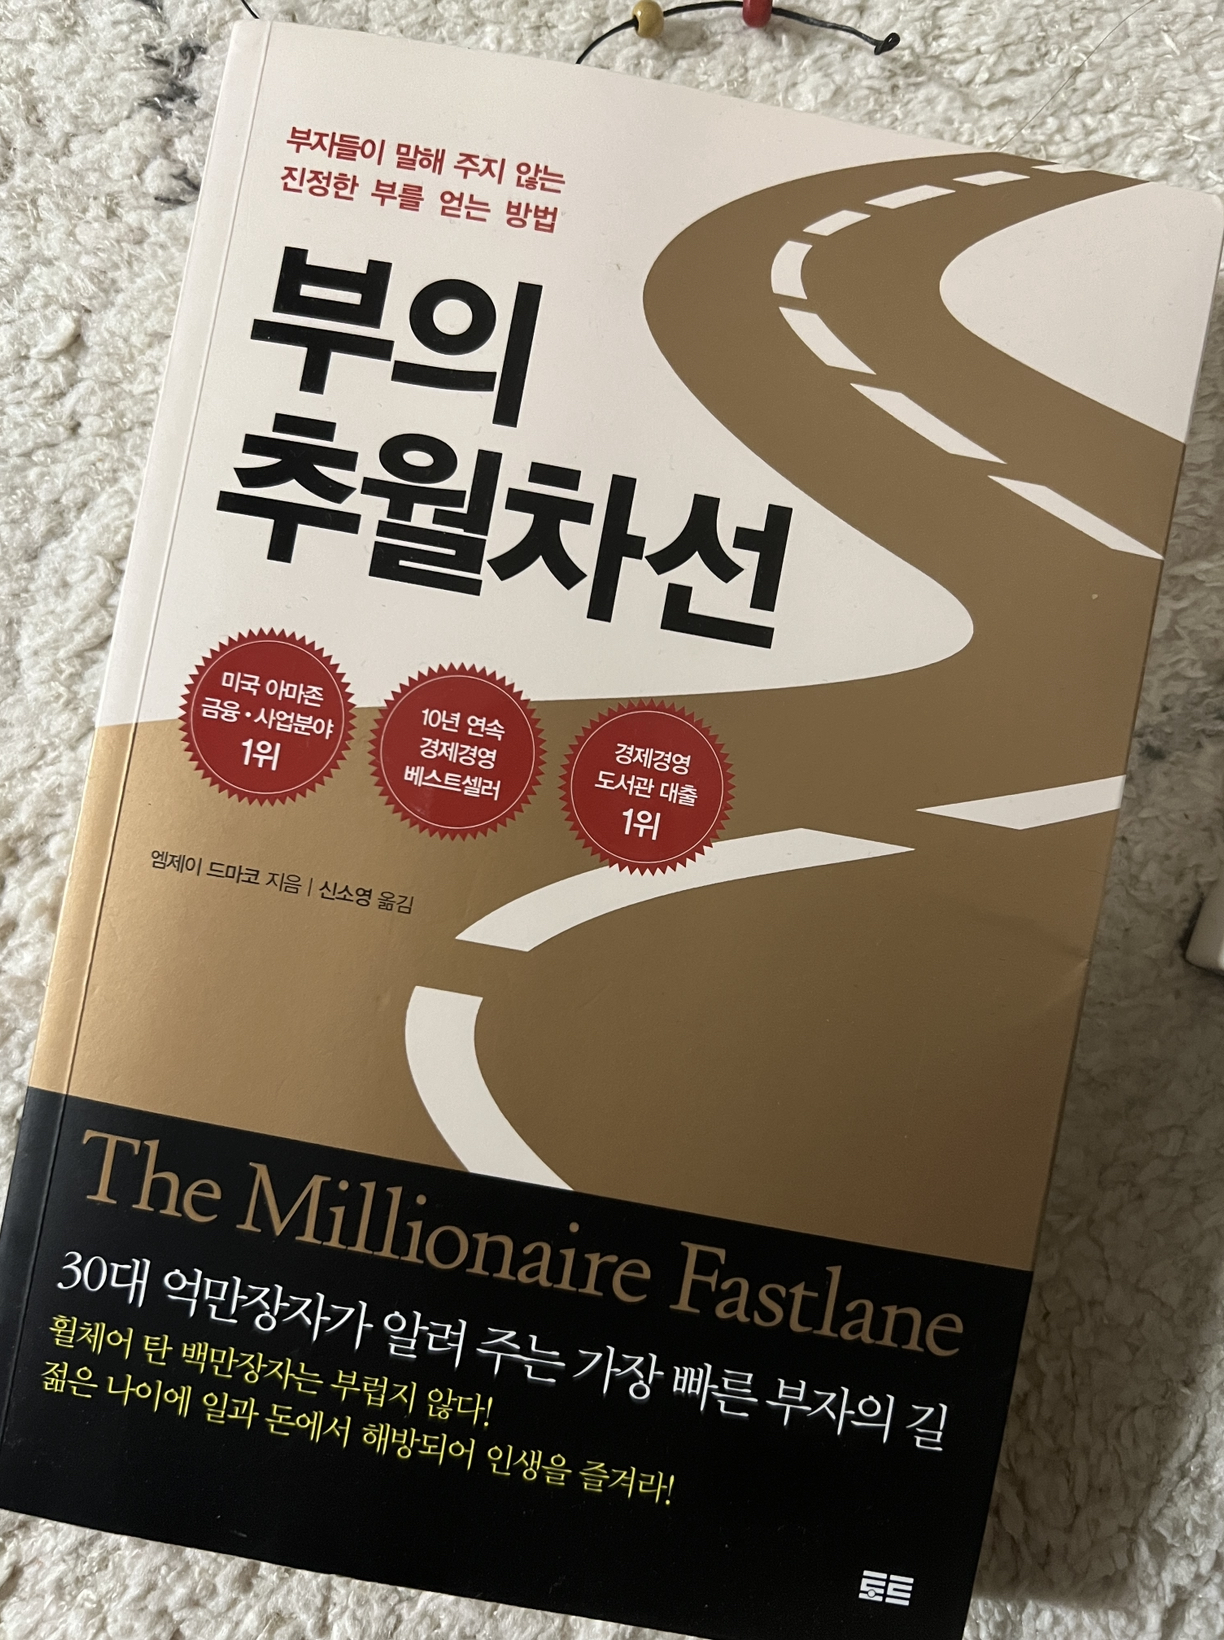 부자들이 말해 주지 않는
진정한 부를 얻는 방법
부의
추월차선
미국 아마존
금융·사업분야
1위
10년 연속
경제경영
베스트셀러
경제경영
도서관 대출
1위
엠제이 드마코 지음 | 신소영 옮김
The Millionaire Fastlane
30대 억만장자가 알려 주는 가장 빠른 부자의 길
휠체어 탄 백만장자는 부럽지 않다!
젊은 나이에 일과 돈에서 해방되어 인생을 즐겨라!
토트